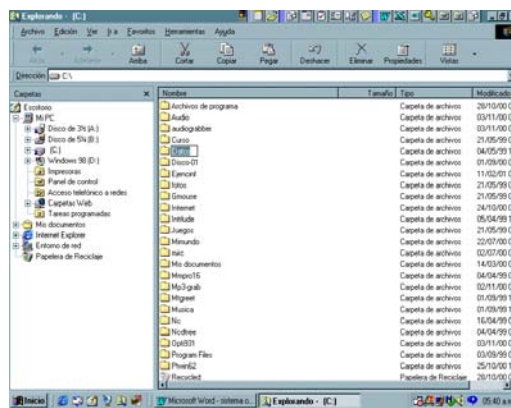 Explorando - (C:)
Archivo Edición Ver Ir a Favoritos Herramientas Ayuda
Atrás Adelante Arriba Cortar Copiar Pegar Deshacer Eliminar Propiedades Vistas
Dirección C:\
Carpetas
Escritorio
Mi PC
Disco de 3½ (A:)
Disco de 5¼ (B:)
(C:)
Windows 98 (D:)
Impresoras
Panel de control
Acceso telefónico a redes
Carpetas Web
Tareas programadas
Mis documentos
Internet Explorer
Entorno de red
Papelera de Reciclaje
Nombre Tamaño Tipo Modificado
Archivos de programa Carpeta de archivos 28/10/00
Audio Carpeta de archivos 03/11/00
audiograbber Carpeta de archivos 03/11/00
Curso Carpeta de archivos 21/05/99
Carpeta de archivos 04/05/99
Disco-01 Carpeta de archivos 01/09/00
Ejenconf Carpeta de archivos 11/02/01
fotos Carpeta de archivos 21/05/99
Gmouse Carpeta de archivos 21/05/99
Internet Carpeta de archivos 24/10/00
Intitude Carpeta de archivos 05/04/99
Juegos Carpeta de archivos 21/05/99
Mimundo Carpeta de archivos 22/07/00
mirc Carpeta de archivos 02/07/00
Mis documentos Carpeta de archivos 14/03/00
Mmpro16 Carpeta de archivos 04/04/99
Mp3-grab Carpeta de archivos 02/11/00
Mtgreet Carpeta de archivos 01/09/99
Musica Carpeta de archivos 01/09/99
Nc Carpeta de archivos 16/04/99
Ncdtree Carpeta de archivos 04/04/99
Opti931 Carpeta de archivos 03/11/00
Program Files Carpeta de archivos 03/09/99
Phwin62 Carpeta de archivos 25/10/00
Recycled Papelera de Reciclaje 26/10/00
Inicio Microsoft Word - sistema o... Explorando - (C:) 05:40 a.m.